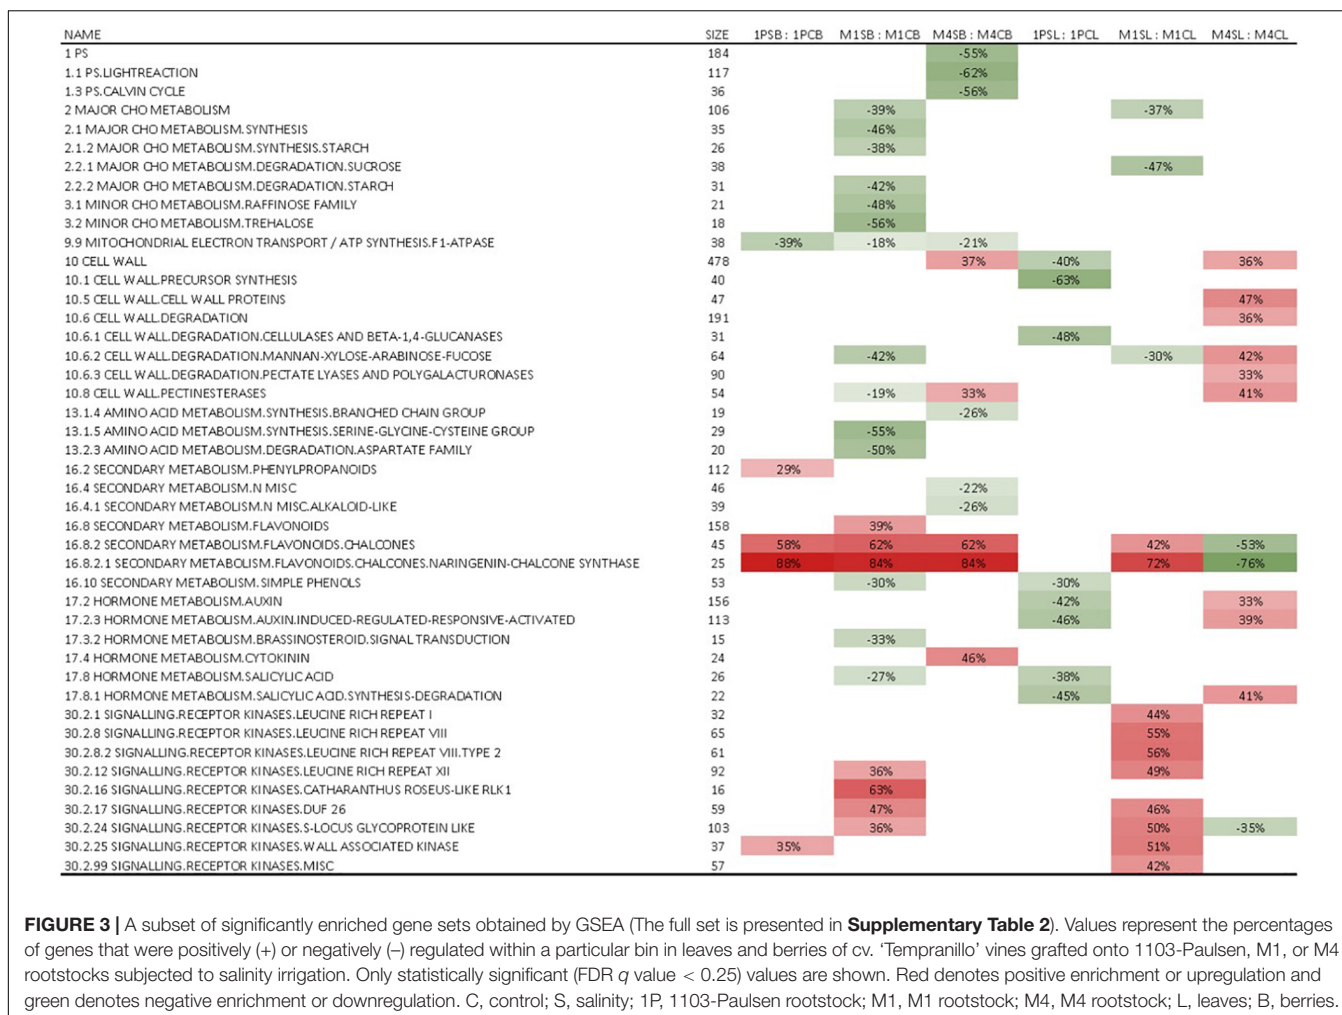 NAME SIZE 1PSB : 1PCB M1SB : M1CB M4SB : M4CB 1PSL : 1PCL M1SL : M1CL M4SL : M4CL
1 PS 184 -55%
1.1 PS.LIGHTREACTION 117 -62%
1.3 PS.CALVIN CYCLE 36 -56%
2 MAJOR CHO METABOLISM 106 -39% -37%
2.1 MAJOR CHO METABOLISM.SYNTHESIS 35 -46%
2.1.2 MAJOR CHO METABOLISM.SYNTHESIS.STARCH 26 -38%
2.2.1 MAJOR CHO METABOLISM.DEGRADATION.SUCROSE 38 -47%
2.2.2 MAJOR CHO METABOLISM.DEGRADATION.STARCH 31 -42%
3.1 MINOR CHO METABOLISM.RAFFINOSE FAMILY 21 -48%
3.2 MINOR CHO METABOLISM.TREHALOSE 18 -56%
9.9 MITOCHONDRIAL ELECTRON TRANSPORT / ATP SYNTHESIS.F1-ATPASE 38 -39% -18% -21%
10 CELL WALL 478 37% -40% 36%
10.1 CELL WALL.PRECURSOR SYNTHESIS 40 -63%
10.5 CELL WALL.CELL WALL PROTEINS 47 47%
10.6 CELL WALL.DEGRADATION 191 36%
10.6.1 CELL WALL.DEGRADATION.CELLULASES AND BETA-1,4-GLUCANASES 31 -48%
10.6.2 CELL WALL.DEGRADATION.MANNAN-XYLOSE-ARABINOSE-FUCOSE 64 -42% -30% 42%
10.6.3 CELL WALL.DEGRADATION.PECTATE LYASES AND POLYGALACTURONASES 90 33%
10.8 CELL WALL.PECTINESTERASES 54 -19% 33% 41%
13.1.4 AMINO ACID METABOLISM.SYNTHESIS.BRANCHED CHAIN GROUP 19 -26%
13.1.5 AMINO ACID METABOLISM.SYNTHESIS.SERINE-GLYCINE-CYSTEINE GROUP 29 -55%
13.2.3 AMINO ACID METABOLISM.DEGRADATION.ASPARTATE FAMILY 20 -50%
16.2 SECONDARY METABOLISM.PHENYLPROPANOIDS 112 29%
16.4 SECONDARY METABOLISM.N MISC 46 -22%
16.4.1 SECONDARY METABOLISM.N MISC.ALKALOID-LIKE 39 -26%
16.8 SECONDARY METABOLISM.FLAVONOIDS 158 39%
16.8.2 SECONDARY METABOLISM.FLAVONOIDS.CHALCONES 45 58% 62% 62% 42% -53%
16.8.2.1 SECONDARY METABOLISM.FLAVONOIDS.CHALCONES.NARINGENIN-CHALCONE SYNTHASE 25 88% 84% 84% 72% -76%
16.10 SECONDARY METABOLISM.SIMPLE PHENOLS 53 -30% -30%
17.2 HORMONE METABOLISM.AUXIN 156 -42% 33%
17.2.3 HORMONE METABOLISM.AUXIN.INDUCED-REGULATED-RESPONSIVE-ACTIVATED 113 -46% 39%
17.3.2 HORMONE METABOLISM.BRASSINOSTEROID.SIGNAL TRANSDUCTION 15 -33%
17.4 HORMONE METABOLISM.CYTOKININ 24 46%
17.8 HORMONE METABOLISM.SALICYLIC ACID 26 -27% -38%
17.8.1 HORMONE METABOLISM.SALICYLIC ACID.SYNTHESIS-DEGRADATION 22 -45% 41%
30.2.1 SIGNALLING.RECEPTOR KINASES.LEUCINE RICH REPEAT I 32 44%
30.2.8 SIGNALLING.RECEPTOR KINASES.LEUCINE RICH REPEAT VIII 65 55%
30.2.8.2 SIGNALLING.RECEPTOR KINASES.LEUCINE RICH REPEAT VIII.TYPE 2 61 56%
30.2.12 SIGNALLING.RECEPTOR KINASES.LEUCINE RICH REPEAT XII 92 36% 49%
30.2.16 SIGNALLING.RECEPTOR KINASES.CATHARANTHUS ROSEUS-LIKE RLK1 16 63%
30.2.17 SIGNALLING.RECEPTOR KINASES.DUF 26 59 47% 46%
30.2.24 SIGNALLING.RECEPTOR KINASES.S-LOCUS GLYCOPROTEIN LIKE 103 36% 50% -35%
30.2.25 SIGNALLING.RECEPTOR KINASES.WALL ASSOCIATED KINASE 37 35% 51%
30.2.99 SIGNALLING.RECEPTOR KINASES.MISC 57 42%
FIGURE 3 | A subset of significantly enriched gene sets obtained by GSEA (The full set is presented in Supplementary Table 2). Values represent the percentages
of genes that were positively (+) or negatively (–) regulated within a particular bin in leaves and berries of cv. ‘Tempranillo’ vines grafted onto 1103-Paulsen, M1, or M4
rootstocks subjected to salinity irrigation. Only statistically significant (FDR q value < 0.25) values are shown. Red denotes positive enrichment or upregulation and
green denotes negative enrichment or downregulation. C, control; S, salinity; 1P, 1103-Paulsen rootstock; M1, M1 rootstock; M4, M4 rootstock; L, leaves; B, berries.